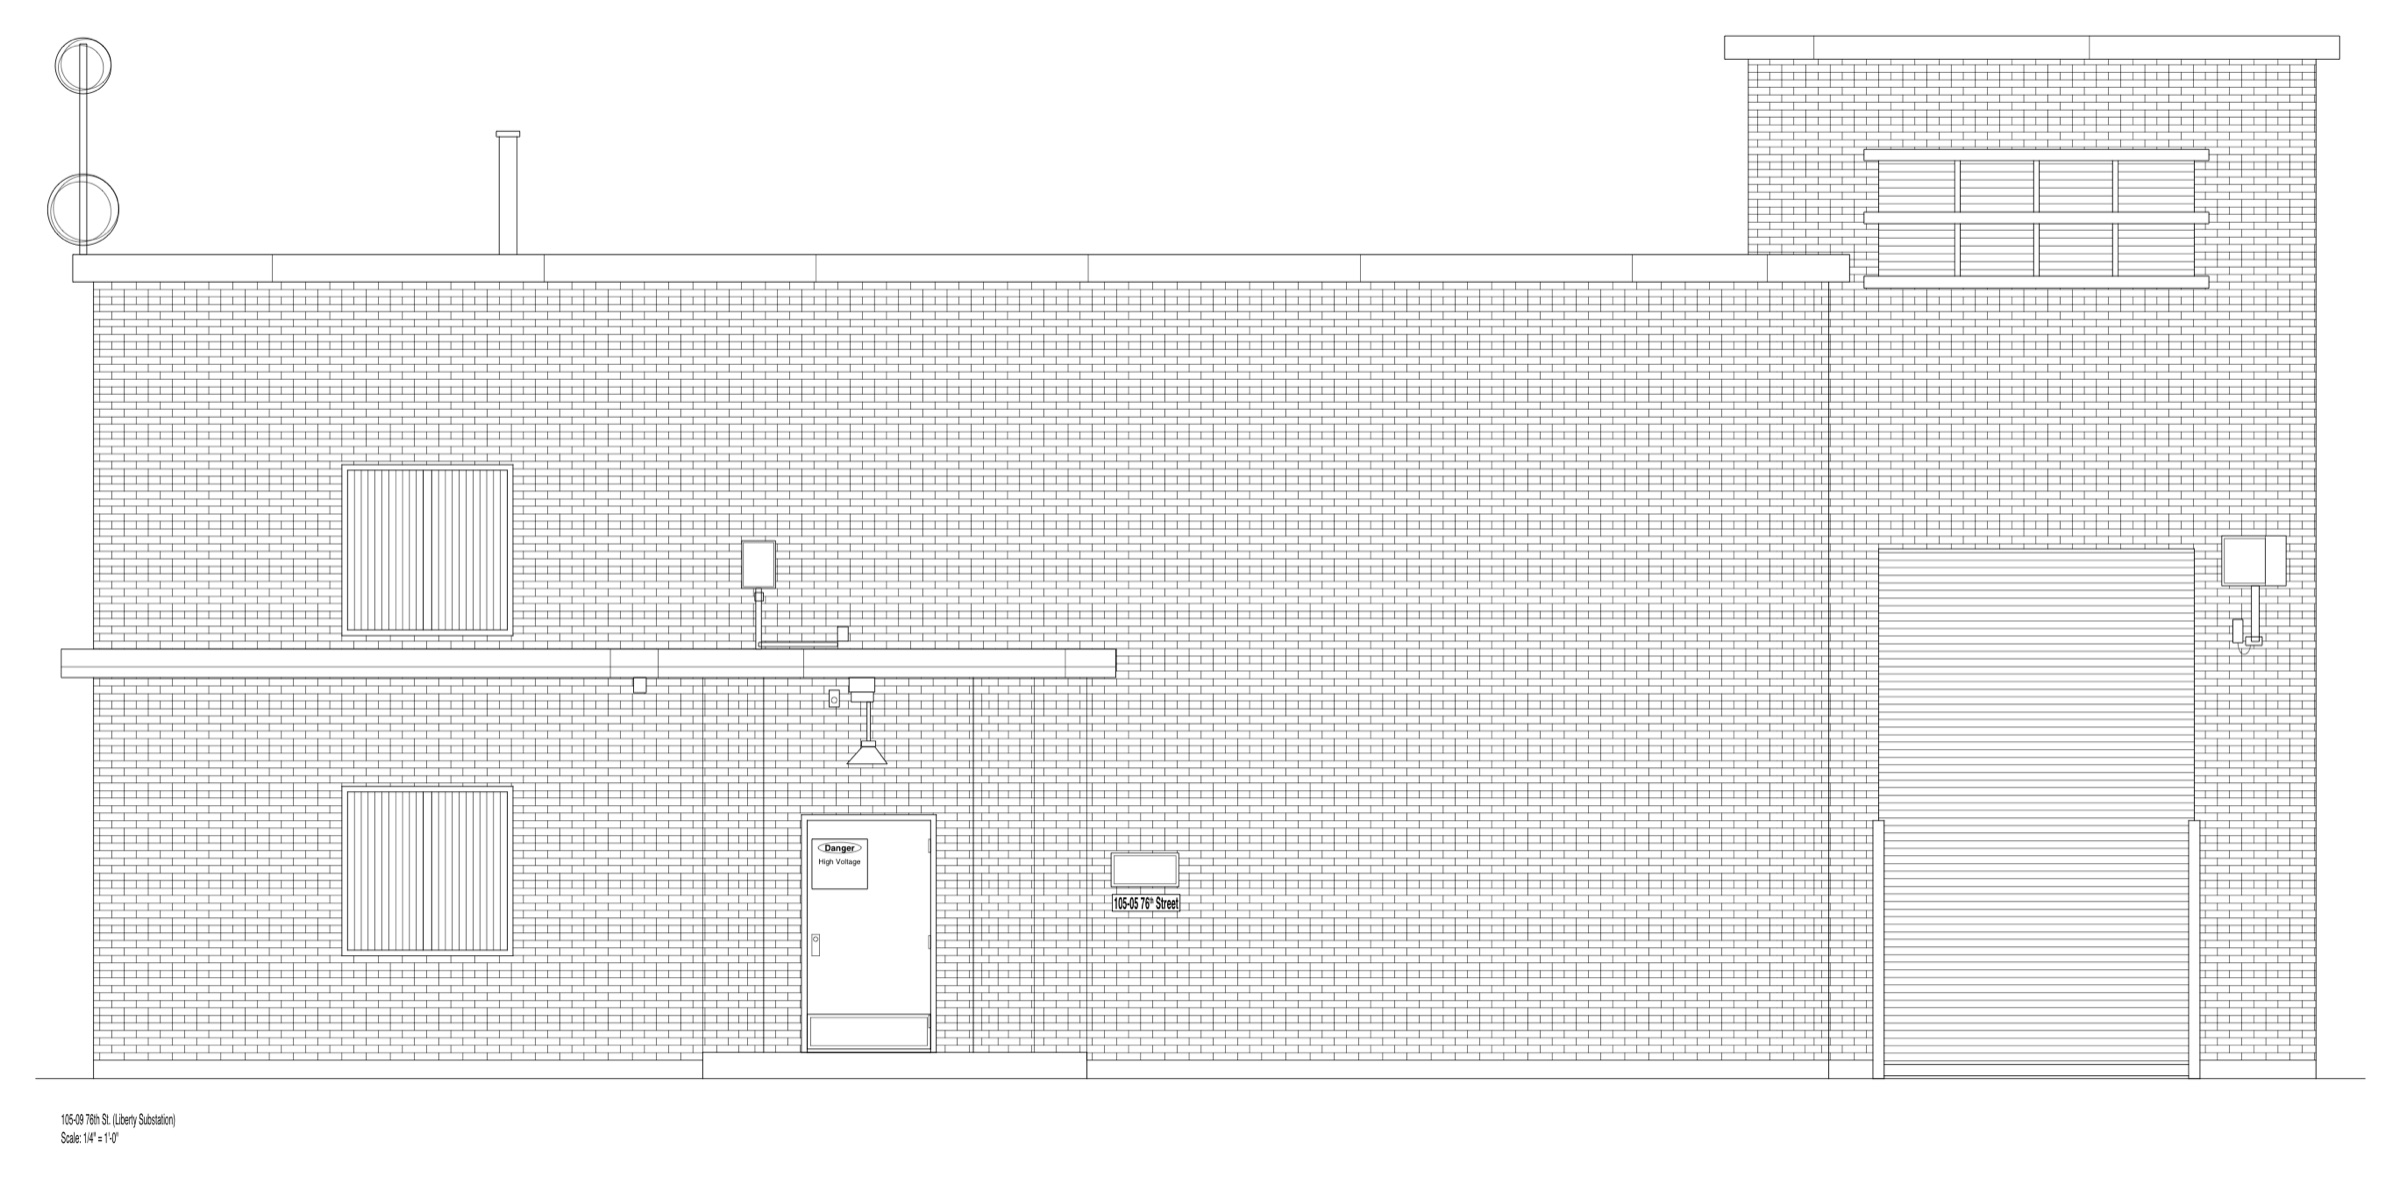 Danger
High Voltage
105-05 76th Street
105-09 76th St. (Liberty Substation)
Scale: 1/4" = 1'-0"